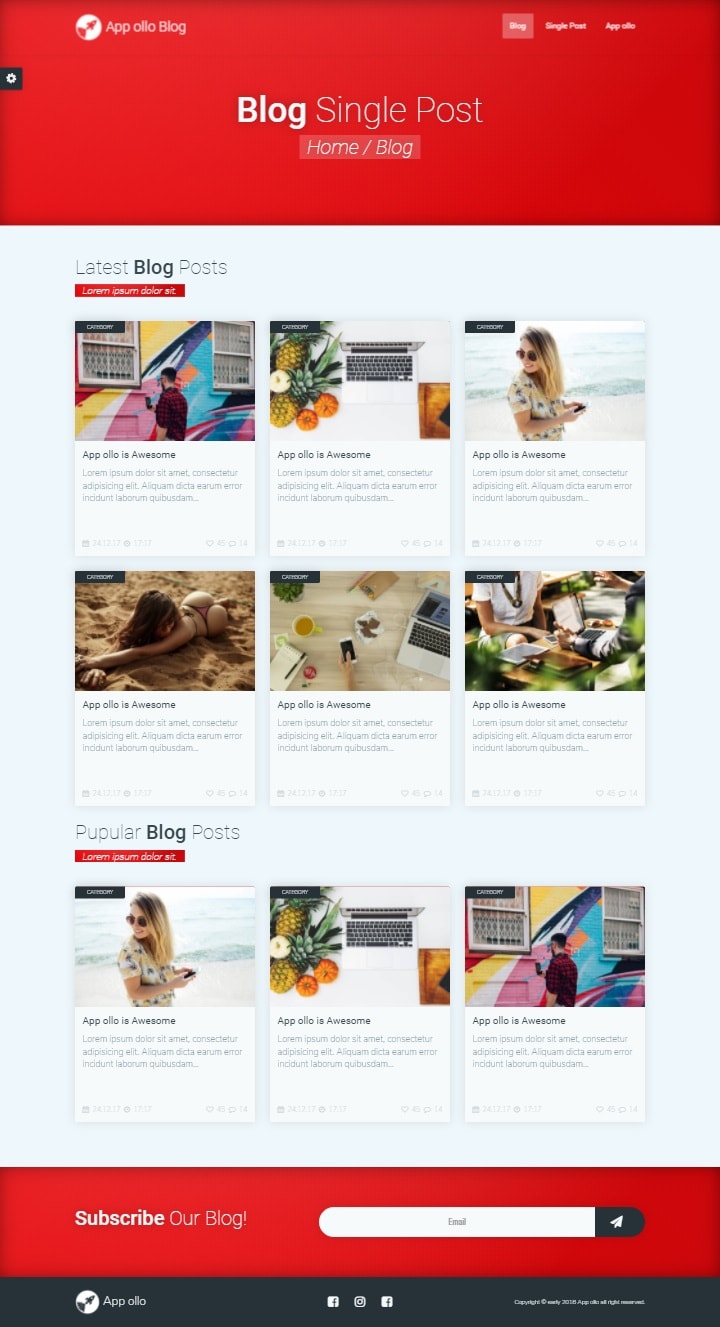 App ollo Blog
Blog Single Post App ollo
Blog Single Post
Home / Blog
Latest Blog Posts
Lorem ipsum dolor sit.
CATEGORY
App ollo is Awesome
Lorem ipsum dolor sit amet, consectetur
adipisicing elit. Aliquam dicta earum error
incidunt laborum quibusdam...
24.12.17 17:17 45 14
CATEGORY
App ollo is Awesome
Lorem ipsum dolor sit amet, consectetur
adipisicing elit. Aliquam dicta earum error
incidunt laborum quibusdam...
24.12.17 17:17 45 14
CATEGORY
App ollo is Awesome
Lorem ipsum dolor sit amet, consectetur
adipisicing elit. Aliquam dicta earum error
incidunt laborum quibusdam...
24.12.17 17:17 45 14
CATEGORY
App ollo is Awesome
Lorem ipsum dolor sit amet, consectetur
adipisicing elit. Aliquam dicta earum error
incidunt laborum quibusdam...
24.12.17 17:17 45 14
CATEGORY
App ollo is Awesome
Lorem ipsum dolor sit amet, consectetur
adipisicing elit. Aliquam dicta earum error
incidunt laborum quibusdam...
24.12.17 17:17 45 14
CATEGORY
App ollo is Awesome
Lorem ipsum dolor sit amet, consectetur
adipisicing elit. Aliquam dicta earum error
incidunt laborum quibusdam...
24.12.17 17:17 45 14
Pupular Blog Posts
Lorem ipsum dolor sit.
CATEGORY
App ollo is Awesome
Lorem ipsum dolor sit amet, consectetur
adipisicing elit. Aliquam dicta earum error
incidunt laborum quibusdam...
24.12.17 17:17 45 14
CATEGORY
App ollo is Awesome
Lorem ipsum dolor sit amet, consectetur
adipisicing elit. Aliquam dicta earum error
incidunt laborum quibusdam...
24.12.17 17:17 45 14
CATEGORY
App ollo is Awesome
Lorem ipsum dolor sit amet, consectetur
adipisicing elit. Aliquam dicta earum error
incidunt laborum quibusdam...
24.12.17 17:17 45 14
Subscribe Our Blog!
Email
App ollo
Copyright © early 2018 App ollo all right reserved.